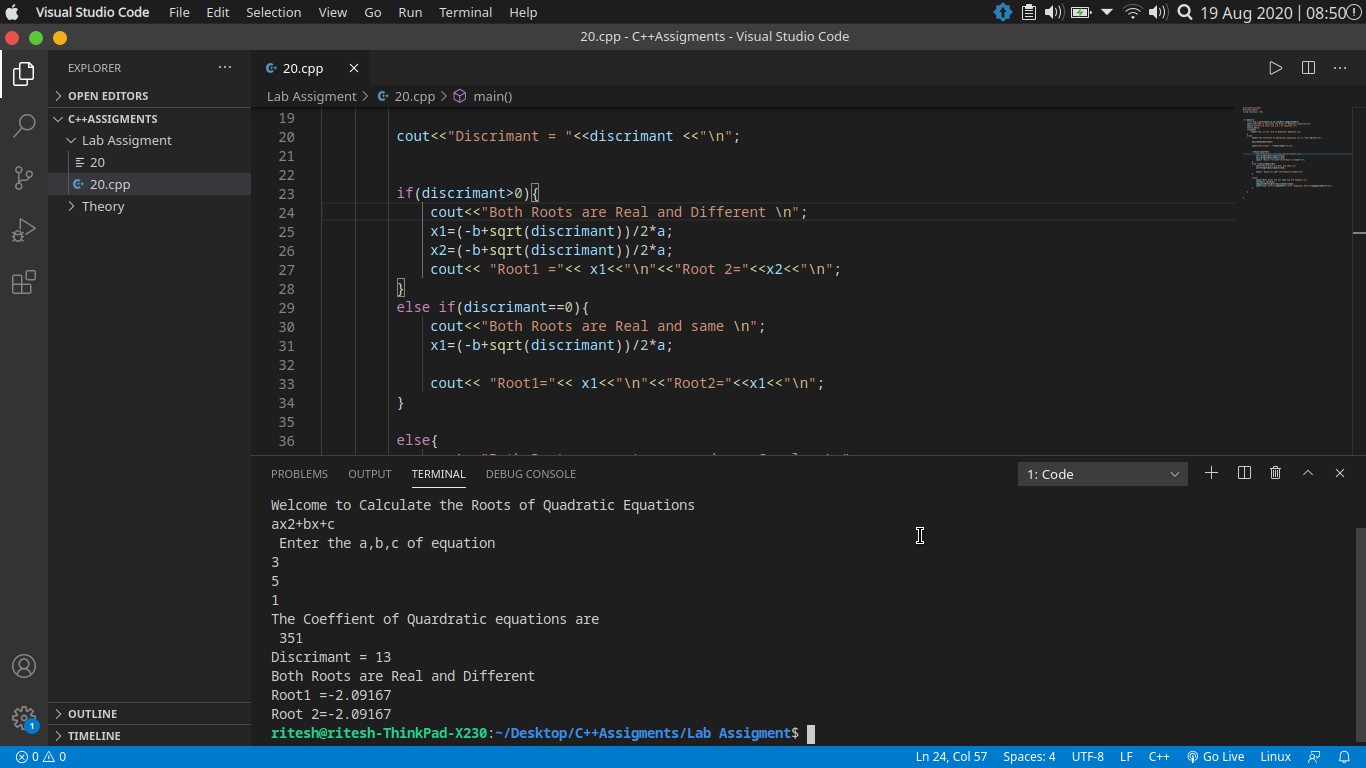 Visual Studio Code File Edit Selection View Go Run Terminal Help 19 Aug 2020 | 08:50
20.cpp - C++Assigments - Visual Studio Code
EXPLORER
OPEN EDITORS
C++ASSIGMENTS
Lab Assigment
20
20.cpp
Theory
OUTLINE
TIMELINE
1
20.cpp
Lab Assigment > 20.cpp > main()
19
20 cout<<"Discrimant = "<<discrimant <<"\n";
21
22
23 if(discrimant>0){
24 cout<<"Both Roots are Real and Different \n";
25 x1=(-b+sqrt(discrimant))/2*a;
26 x2=(-b+sqrt(discrimant))/2*a;
27 cout<< "Root1 ="<< x1<<"\n"<<"Root 2="<<x2<<"\n";
28 }
29 else if(discrimant==0){
30 cout<<"Both Roots are Real and same \n";
31 x1=(-b+sqrt(discrimant))/2*a;
32
33 cout<< "Root1="<< x1<<"\n"<<"Root2="<<x1<<"\n";
34 }
35
36 else{
PROBLEMS OUTPUT TERMINAL DEBUG CONSOLE 1: Code
Welcome to Calculate the Roots of Quadratic Equations
ax2+bx+c
Enter the a,b,c of equation
3
5
1
The Coeffient of Quardratic equations are
351
Discrimant = 13
Both Roots are Real and Different
Root1 =-2.09167
Root 2=-2.09167
ritesh@ritesh-ThinkPad-X230:~/Desktop/C++Assigments/Lab Assigment$
0 0 Ln 24, Col 57 Spaces: 4 UTF-8 LF C++ Go Live Linux